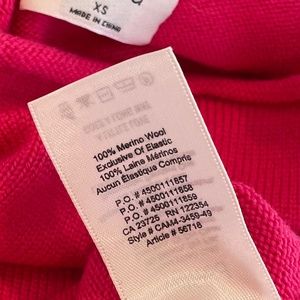 XS
MADE IN CHINA
100% Merino Wool
Exclusive Of Elastic
100% Laine Mérinos
Aucun Élastique Compris
P.O. # 4500111857
P.O. # 4500111858
P.O. # 4500111859
CA 23725 RN 122354
Style # CAM4-3459-49
Article # 56718